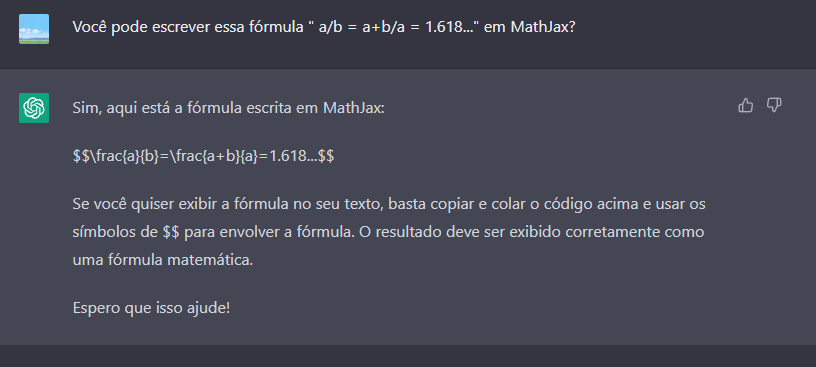 Você pode escrever essa fórmula " a/b = a+b/a = 1.618..." em MathJax?
Sim, aqui está a fórmula escrita em MathJax:
$$\frac{a}{b}=\frac{a+b}{a}=1.618...$$
Se você quiser exibir a fórmula no seu texto, basta copiar e colar o código acima e usar os
símbolos de $$ para envolver a fórmula. O resultado deve ser exibido corretamente como
uma fórmula matemática.
Espero que isso ajude!